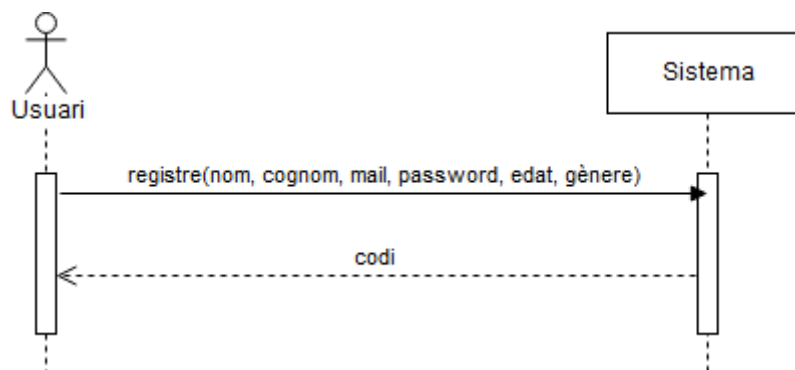 Usuari
Sistema
registre(nom, cognom, mail, password, edat, gènere)
codi